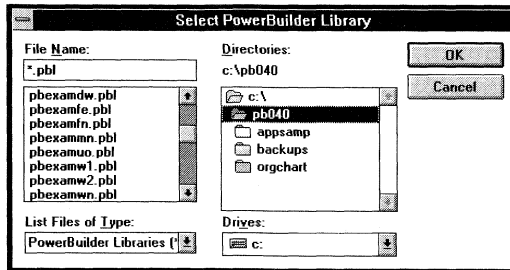 Select PowerBuilder Library
File Name:
*.pbl
pbexamdw.pbl
pbexamfe.pbl
pbexamfn.pbl
pbexammn.pbl
pbexamuo.pbl
pbexamw1.pbl
pbexamw2.pbl
pbexamwn.pbl
List Files of Type:
PowerBuilder Libraries (*
Directories:
c:\pb040
c:\
pb040
appsamp
backups
orgchart
Drives:
c:
OK
Cancel